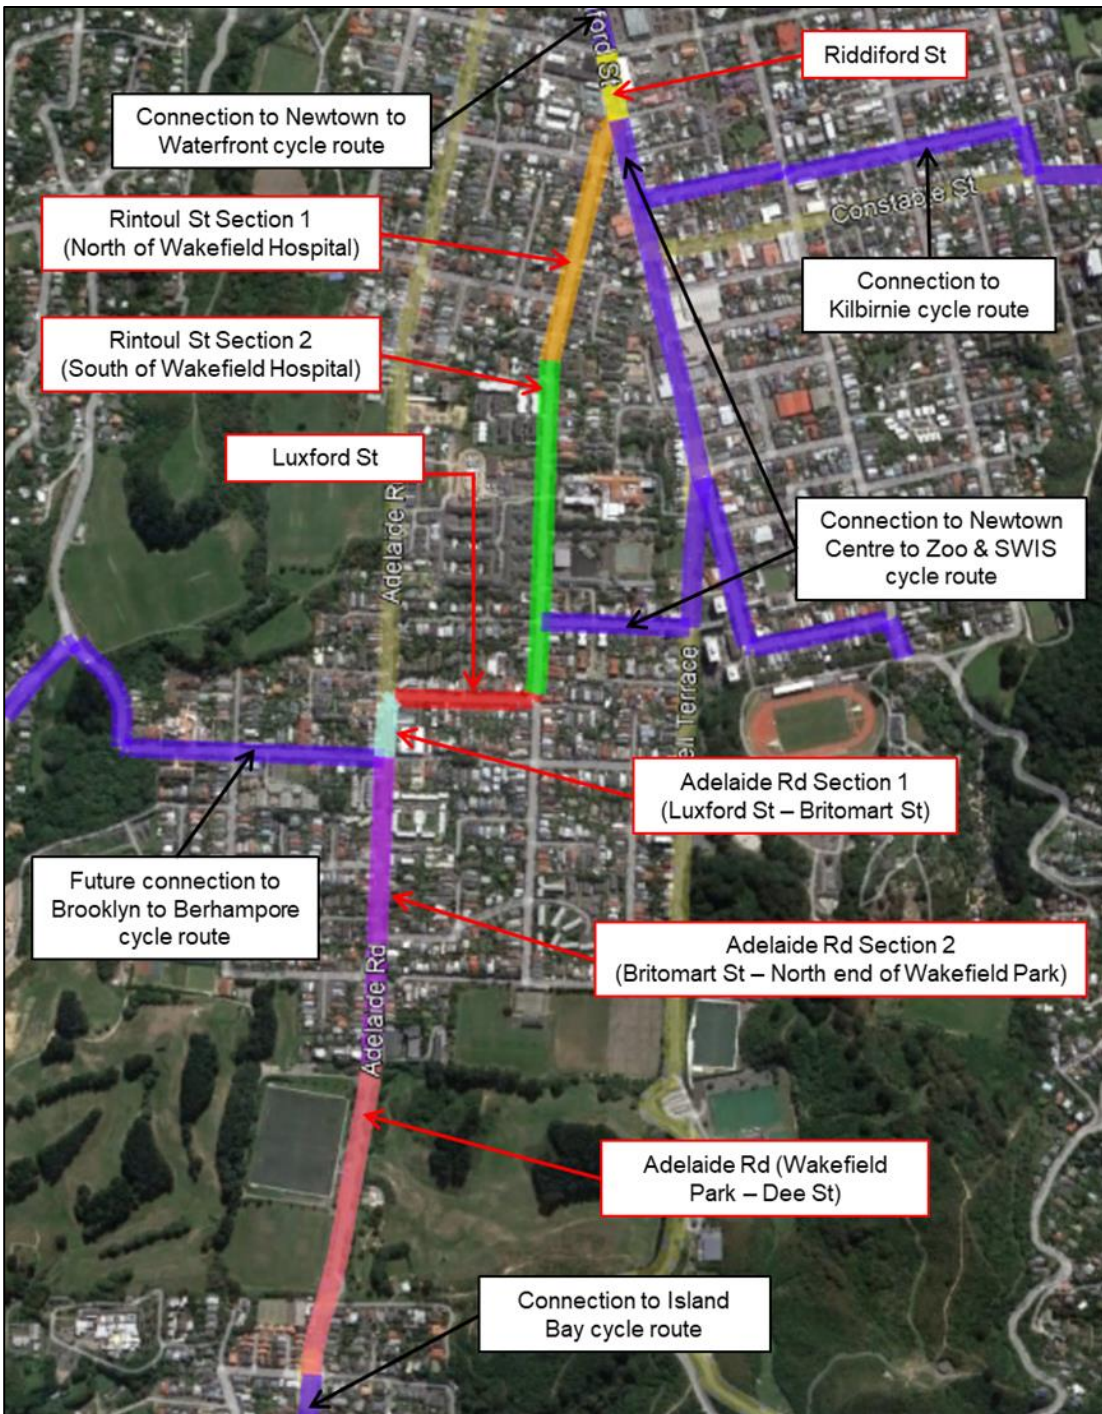 Riddiford St
ford St
Connection to Newtown to
Waterfront cycle route
Rintoul St Section 1
(North of Wakefield Hospital)
Constable St
Connection to
Kilbirnie cycle route
Rintoul St Section 2
(South of Wakefield Hospital)
Luxford St
Adelaide R
Connection to Newtown
Centre to Zoo & SWIS
cycle route
ell Terrace
Adelaide Rd Section 1
(Luxford St – Britomart St)
Future connection to
Brooklyn to Berhampore
cycle route
Adelaide Rd Section 2
(Britomart St – North end of Wakefield Park)
Adelaide Rd
Adelaide Rd (Wakefield
Park – Dee St)
Connection to Island
Bay cycle route